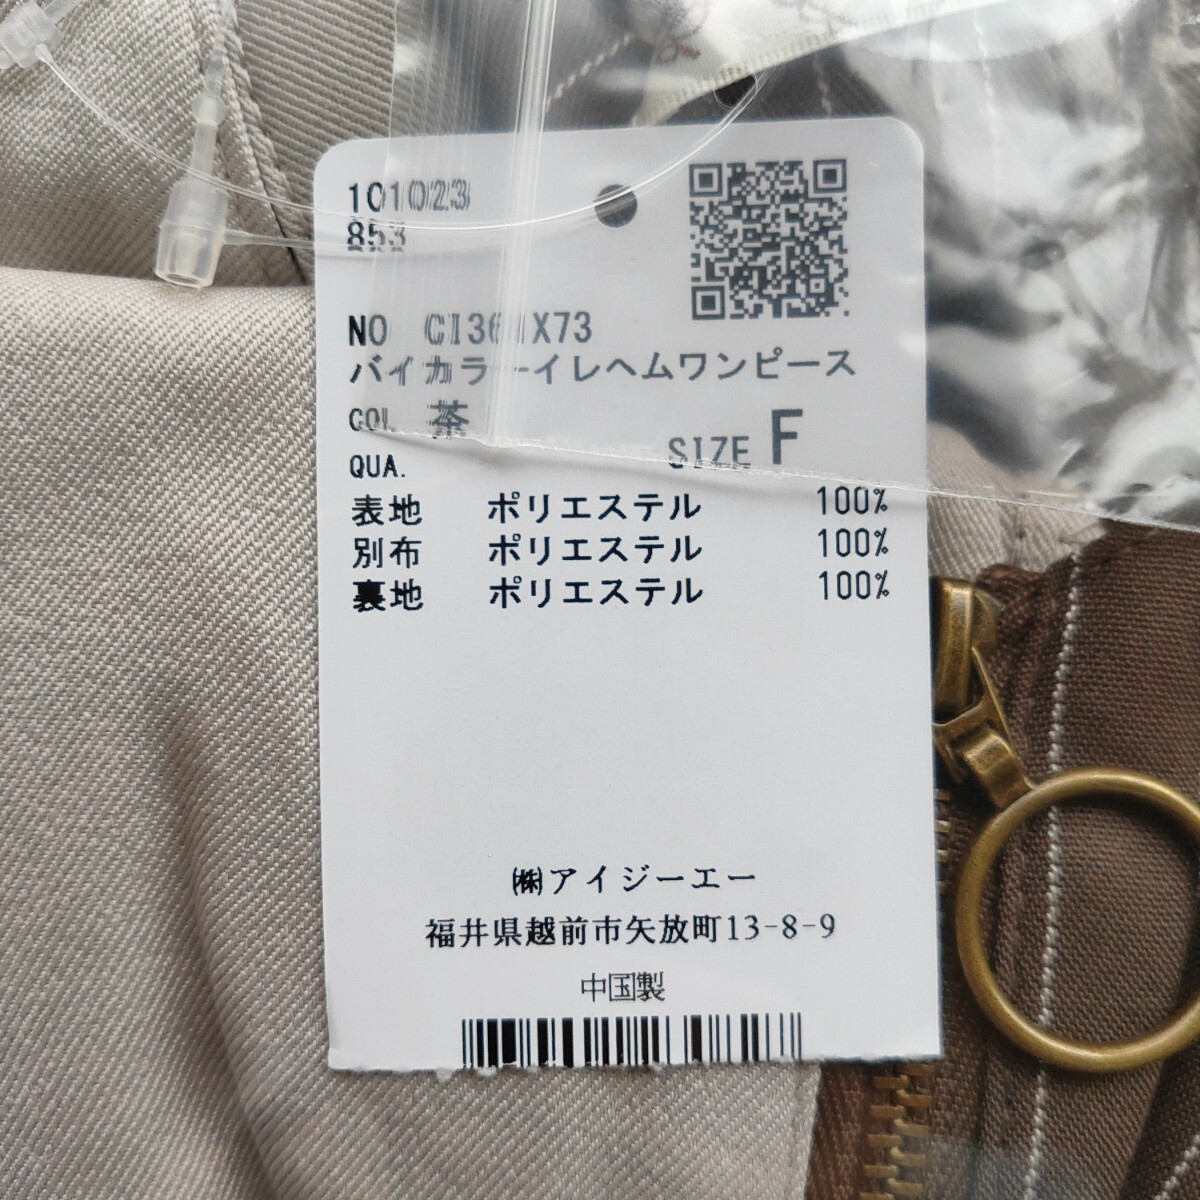 101023
853
NO CI361X73
バイカラーイレヘムワンピース
COL 茶
SIZE F
QUA.
表地 ポリエステル 100%
別布 ポリエステル 100%
裏地 ポリエステル 100%
㈱アイジーエー
福井県越前市矢放町13-8-9
中国製